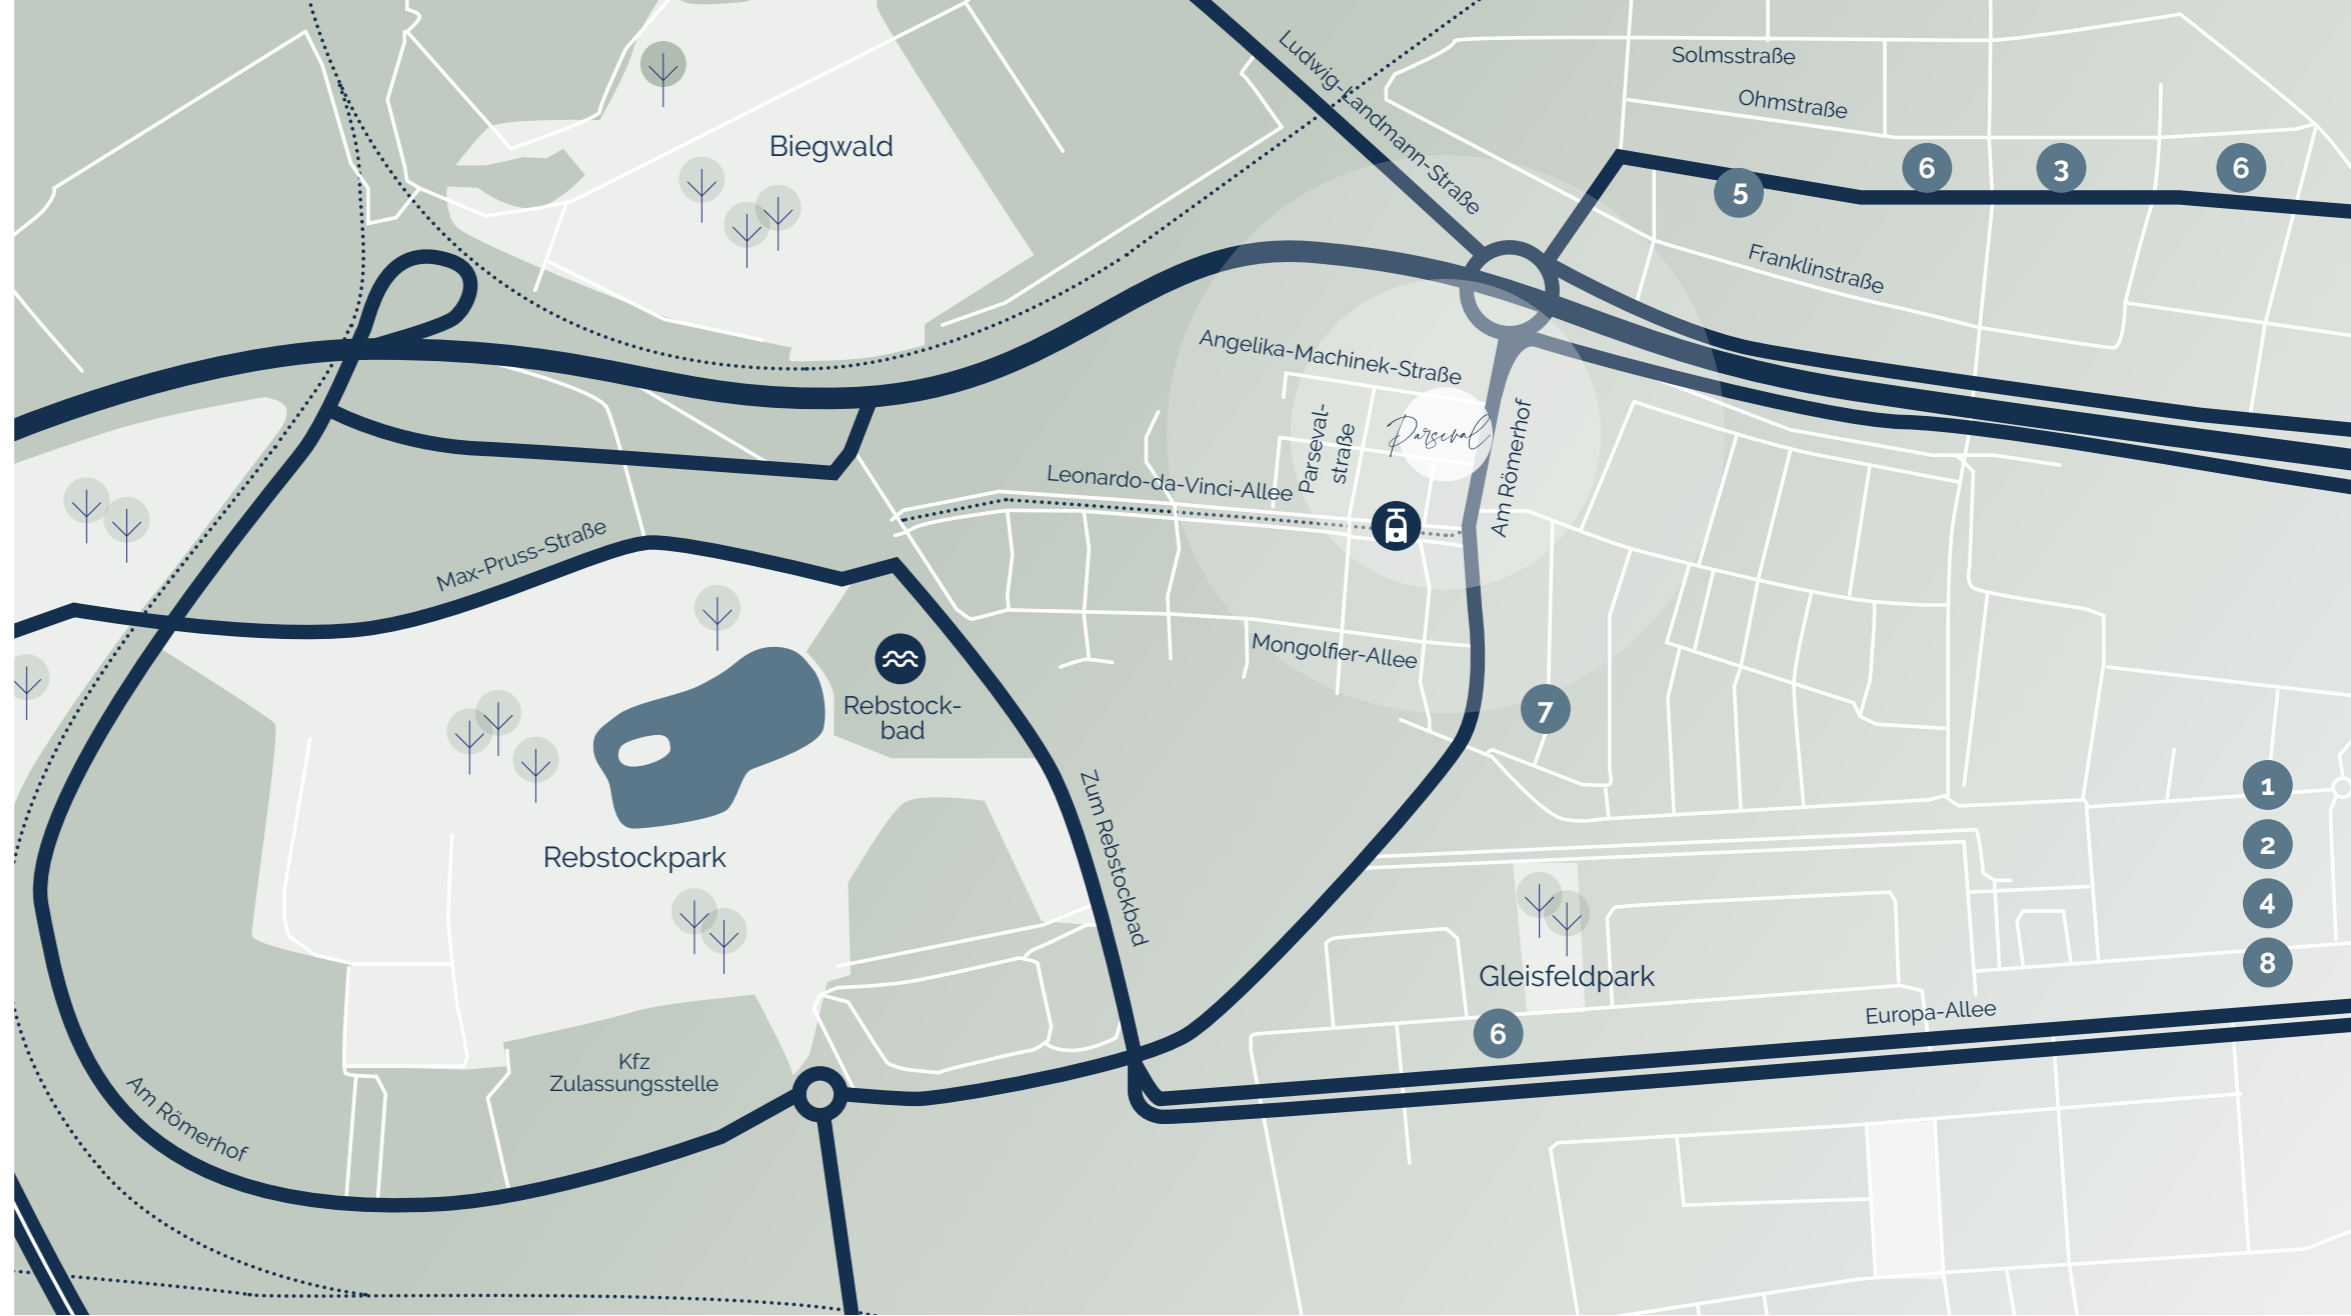 Ludwig-Landmann-Straße
Solmsstraße
Ohmstraße
Biegwald
5
6
3
6
Franklinstraße
Angelika-Machinek-Straße
Parseval-
straße
Parseval
Am Römerhof
Leonardo-da-Vinci-Allee
Max-Pruss-Straße
Mongolfier-Allee
Rebstock-
bad
7
Zum Rebstockbad
1
2
4
8
Rebstockpark
Gleisfeldpark
6
Europa-Allee
Kfz
Zulassungsstelle
Am Römerhof